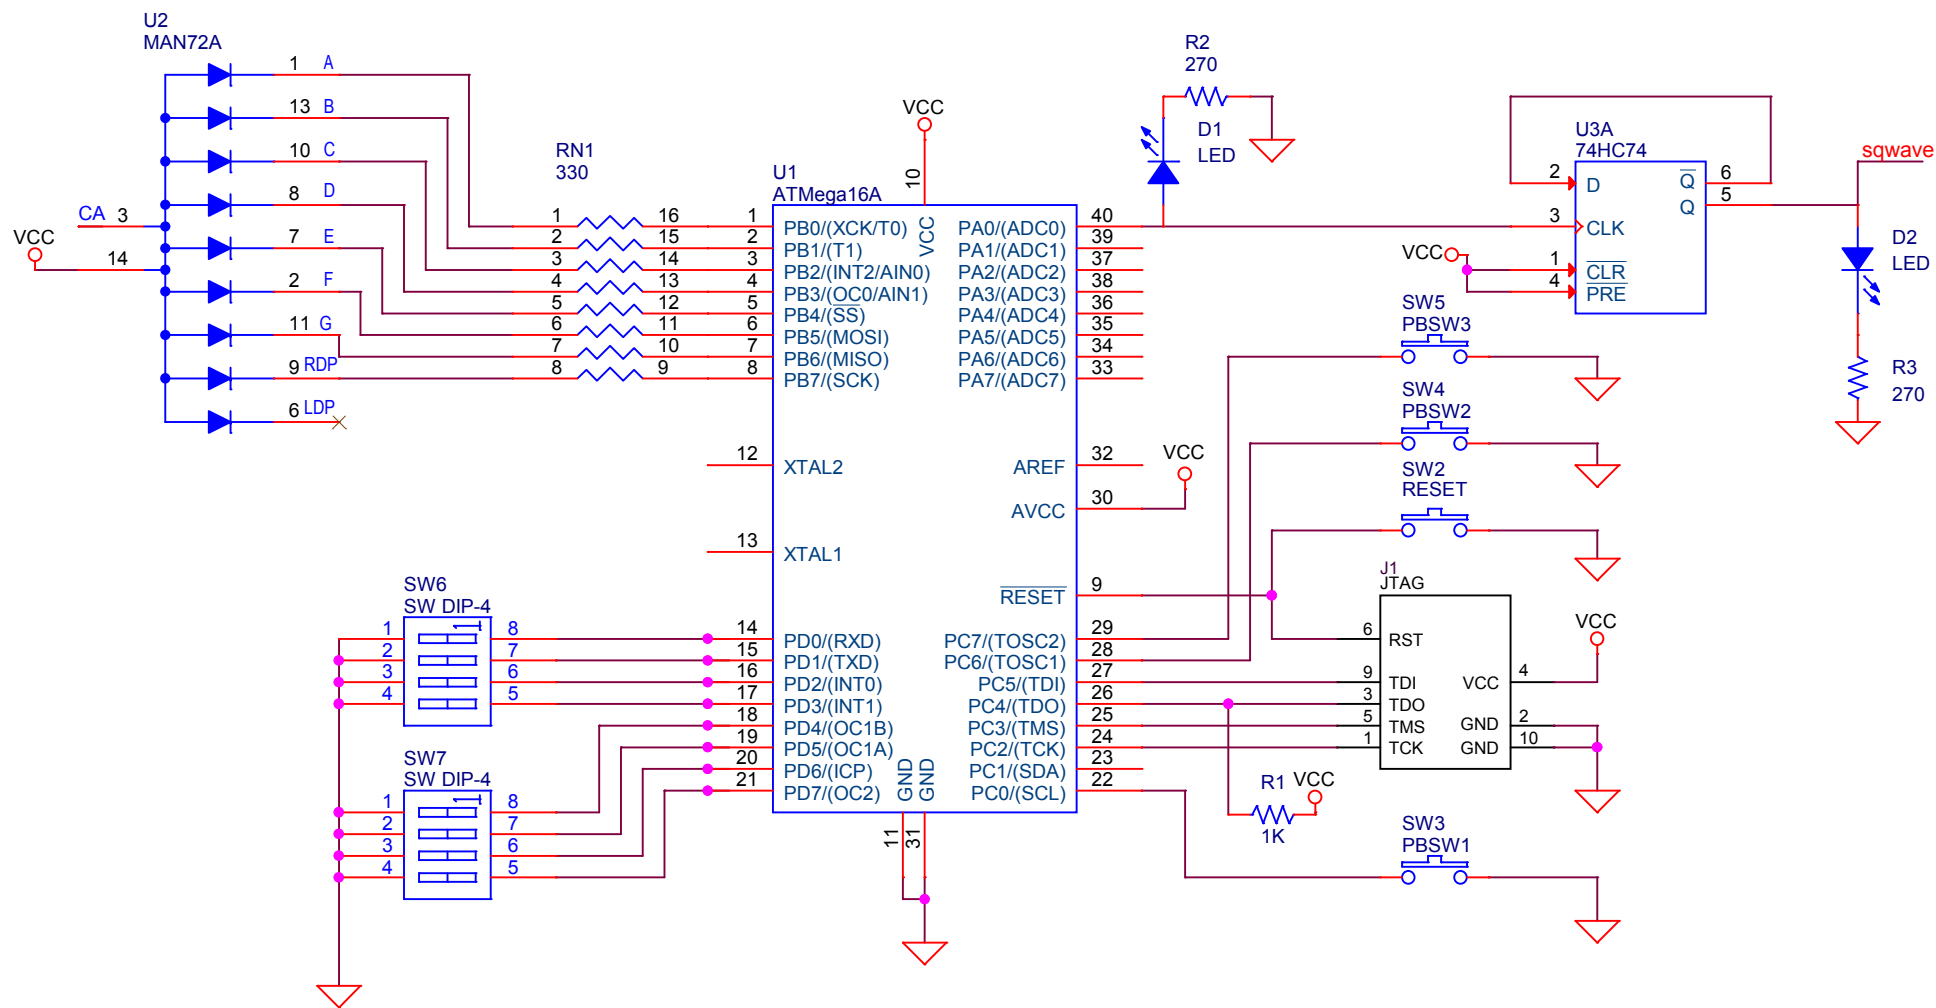 U2
MAN72A
1 A
13 B
10 C
8 D
CA 3
7 E
VCC
14
2 F
11 G
9 RDP
6 LDP
RN1
330
1 16
2 15
3 14
4 13
5 12
6 11
7 10
8 9
U1
ATMega16A
VCC
10
VCC
1 PB0/(XCK/T0)
2 PB1/(T1)
3 PB2/(INT2/AIN0)
4 PB3/(OC0/AIN1)
5 PB4/(SS)
6 PB5/(MOSI)
7 PB6/(MISO)
8 PB7/(SCK)
12 XTAL2
13 XTAL1
14 PD0/(RXD)
15 PD1/(TXD)
16 PD2/(INT0)
17 PD3/(INT1)
18 PD4/(OC1B)
19 PD5/(OC1A)
20 PD6/(ICP)
21 PD7/(OC2)
GND
GND
11
31
PA0/(ADC0) 40
PA1/(ADC1) 39
PA2/(ADC2) 37
PA3/(ADC3) 38
PA4/(ADC4) 36
PA5/(ADC5) 35
PA6/(ADC6) 34
PA7/(ADC7) 33
AREF 32
AVCC 30
VCC
RESET 9
PC7/(TOSC2) 29
PC6/(TOSC1) 28
PC5/(TDI) 27
PC4/(TDO) 26
PC3/(TMS) 25
PC2/(TCK) 24
PC1/(SDA) 23
PC0/(SCL) 22
SW6
SW DIP-4
1 8
2 7
3 6
4 5
SW7
SW DIP-4
1 8
2 7
3 6
4 5
R2
270
D1
LED
U3A
74HC74
2 D
3 CLK
VCC
1 CLR
4 PRE
Q 6
Q 5
sqwave
D2
LED
R3
270
SW5
PBSW3
SW4
PBSW2
SW2
RESET
J1
JTAG
6 RST
9 TDI
3 TDO
5 TMS
1 TCK
VCC 4
GND 2
GND 10
VCC
R1
1K
VCC
SW3
PBSW1